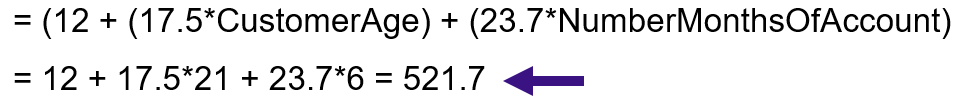 = (12 + (17.5*CustomerAge) + (23.7*NumberMonthsOfAccount)
= 12 + 17.5*21 + 23.7*6 = 521.7